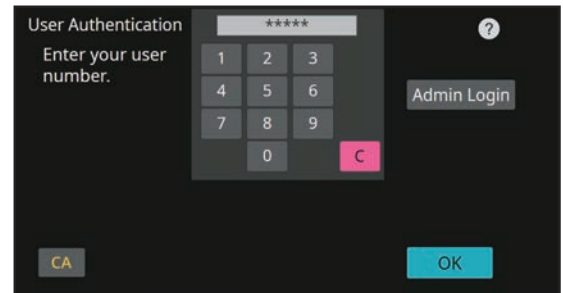 User Authentication
*****
?
Enter your user
number.
1 2 3
4 5 6
Admin Login
7 8 9
0 C
CA
OK